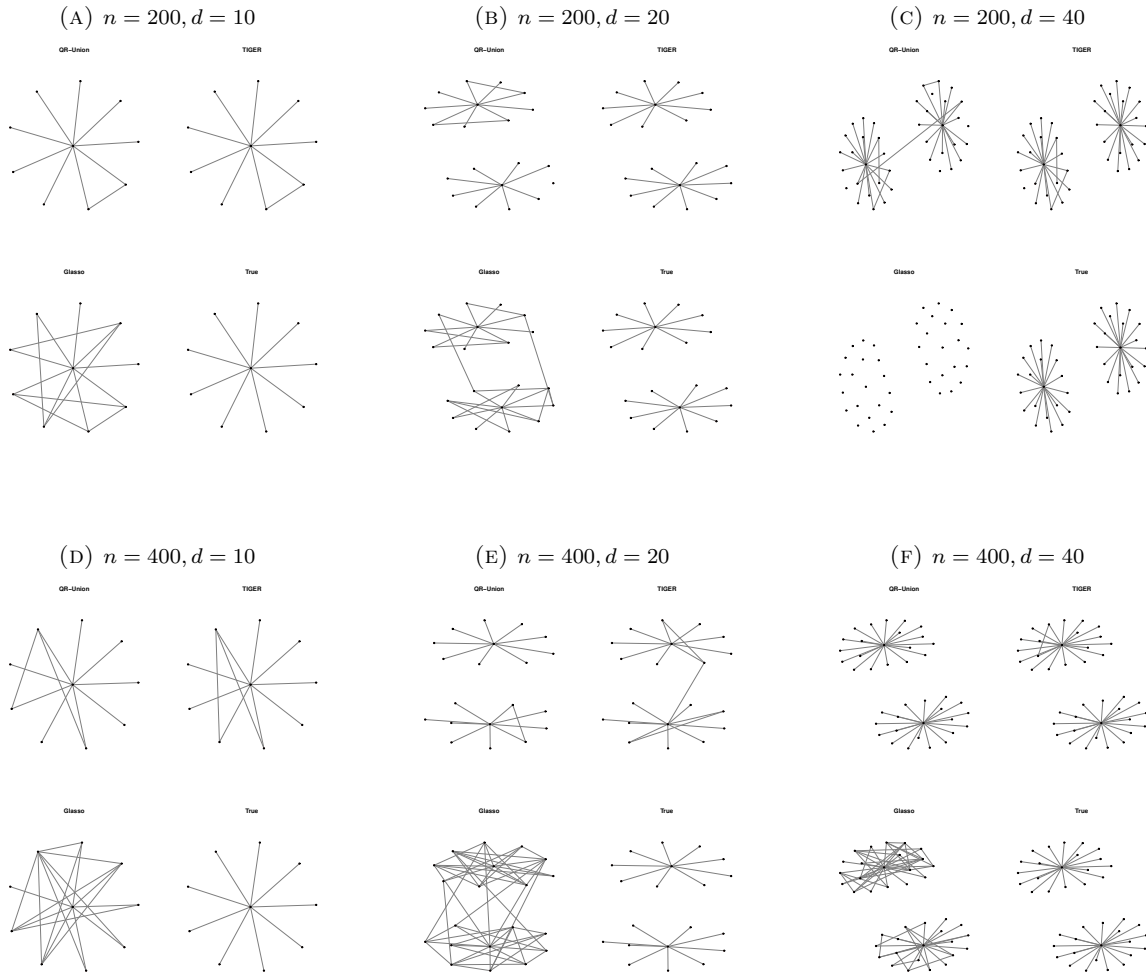 (A) n = 200, d = 10
(B) n = 200, d = 20
(C) n = 200, d = 40
QR−Union
TIGER
QR−Union
TIGER
QR−Union
TIGER
Glasso
True
Glasso
True
Glasso
True
(D) n = 400, d = 10
(E) n = 400, d = 20
(F) n = 400, d = 40
QR−Union
TIGER
QR−Union
TIGER
QR−Union
TIGER
Glasso
True
Glasso
True
Glasso
True